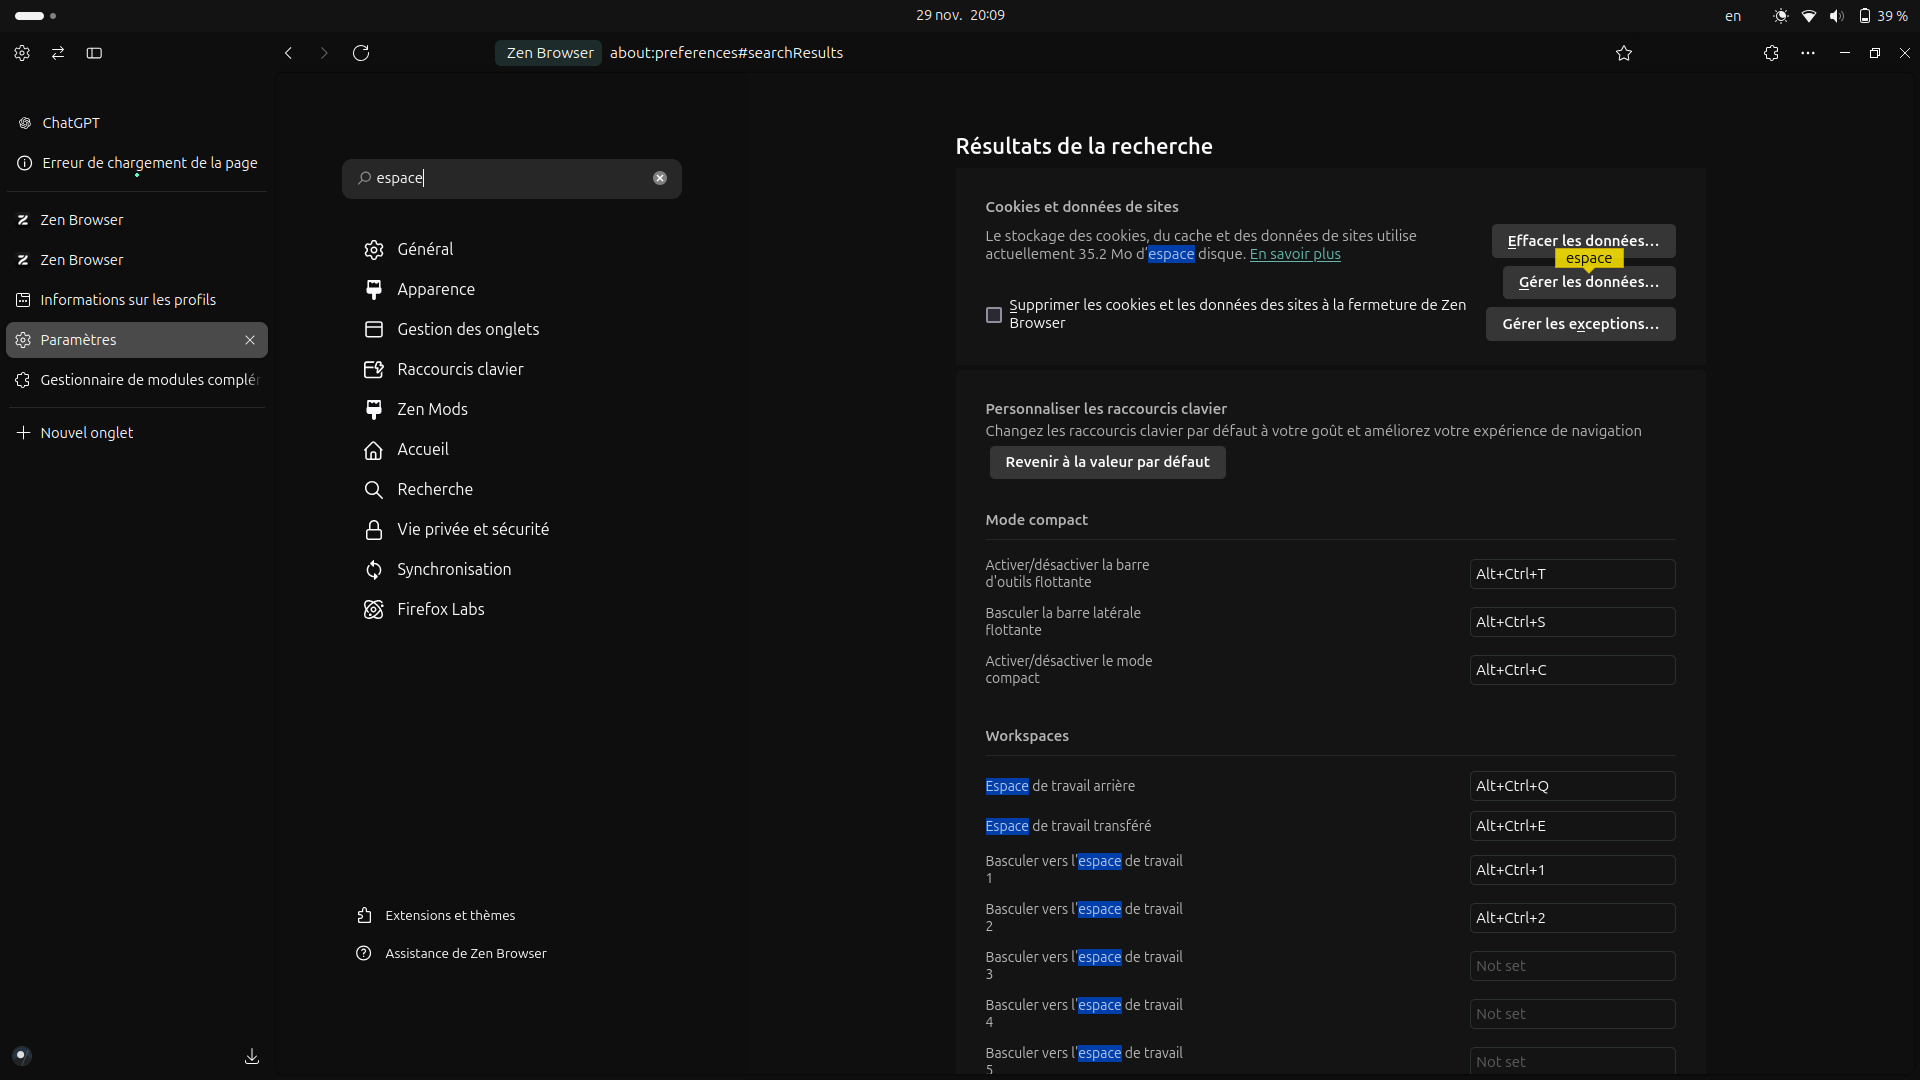 29 nov. 20:09
en
39 %
Zen Browser
about:preferences#searchResults
ChatGPT
Erreur de chargement de la page
Zen Browser
Zen Browser
Informations sur les profils
Paramètres
Gestionnaire de modules complér
Nouvel onglet
espace
Général
Apparence
Gestion des onglets
Raccourcis clavier
Zen Mods
Accueil
Recherche
Vie privée et sécurité
Synchronisation
Firefox Labs
Extensions et thèmes
Assistance de Zen Browser
Résultats de la recherche
Cookies et données de sites
Le stockage des cookies, du cache et des données de sites utilise
actuellement 35.2 Mo d’espace disque. En savoir plus
Effacer les données…
espace
Gérer les données…
Supprimer les cookies et les données des sites à la fermeture de Zen
Browser
Gérer les exceptions…
Personnaliser les raccourcis clavier
Changez les raccourcis clavier par défaut à votre goût et améliorez votre expérience de navigation
Revenir à la valeur par défaut
Mode compact
Activer/désactiver la barre
d'outils flottante
Alt+Ctrl+T
Basculer la barre latérale
flottante
Alt+Ctrl+S
Activer/désactiver le mode
compact
Alt+Ctrl+C
Workspaces
Espace de travail arrière
Alt+Ctrl+Q
Espace de travail transféré
Alt+Ctrl+E
Basculer vers l'espace de travail
1
Alt+Ctrl+1
Basculer vers l'espace de travail
2
Alt+Ctrl+2
Basculer vers l'espace de travail
3
Not set
Basculer vers l'espace de travail
4
Not set
Basculer vers l'espace de travail
5
Not set